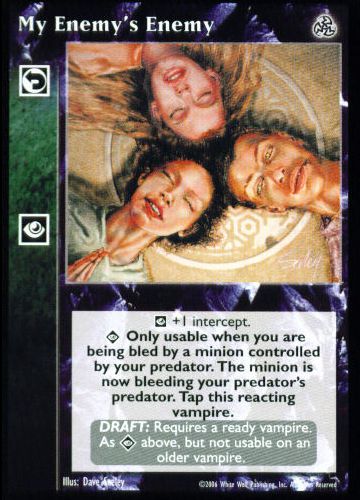 My Enemy's Enemy
+1 intercept.
Only usable when you are
being bled by a minion controlled
by your predator. The minion is
now bleeding your predator's
predator. Tap this reacting
vampire.
DRAFT: Requires a ready vampire.
As above, but not usable on an
older vampire.
Illus: Dave Seeley
©2006 White Wolf Publishing, Inc. All Rights Reserved